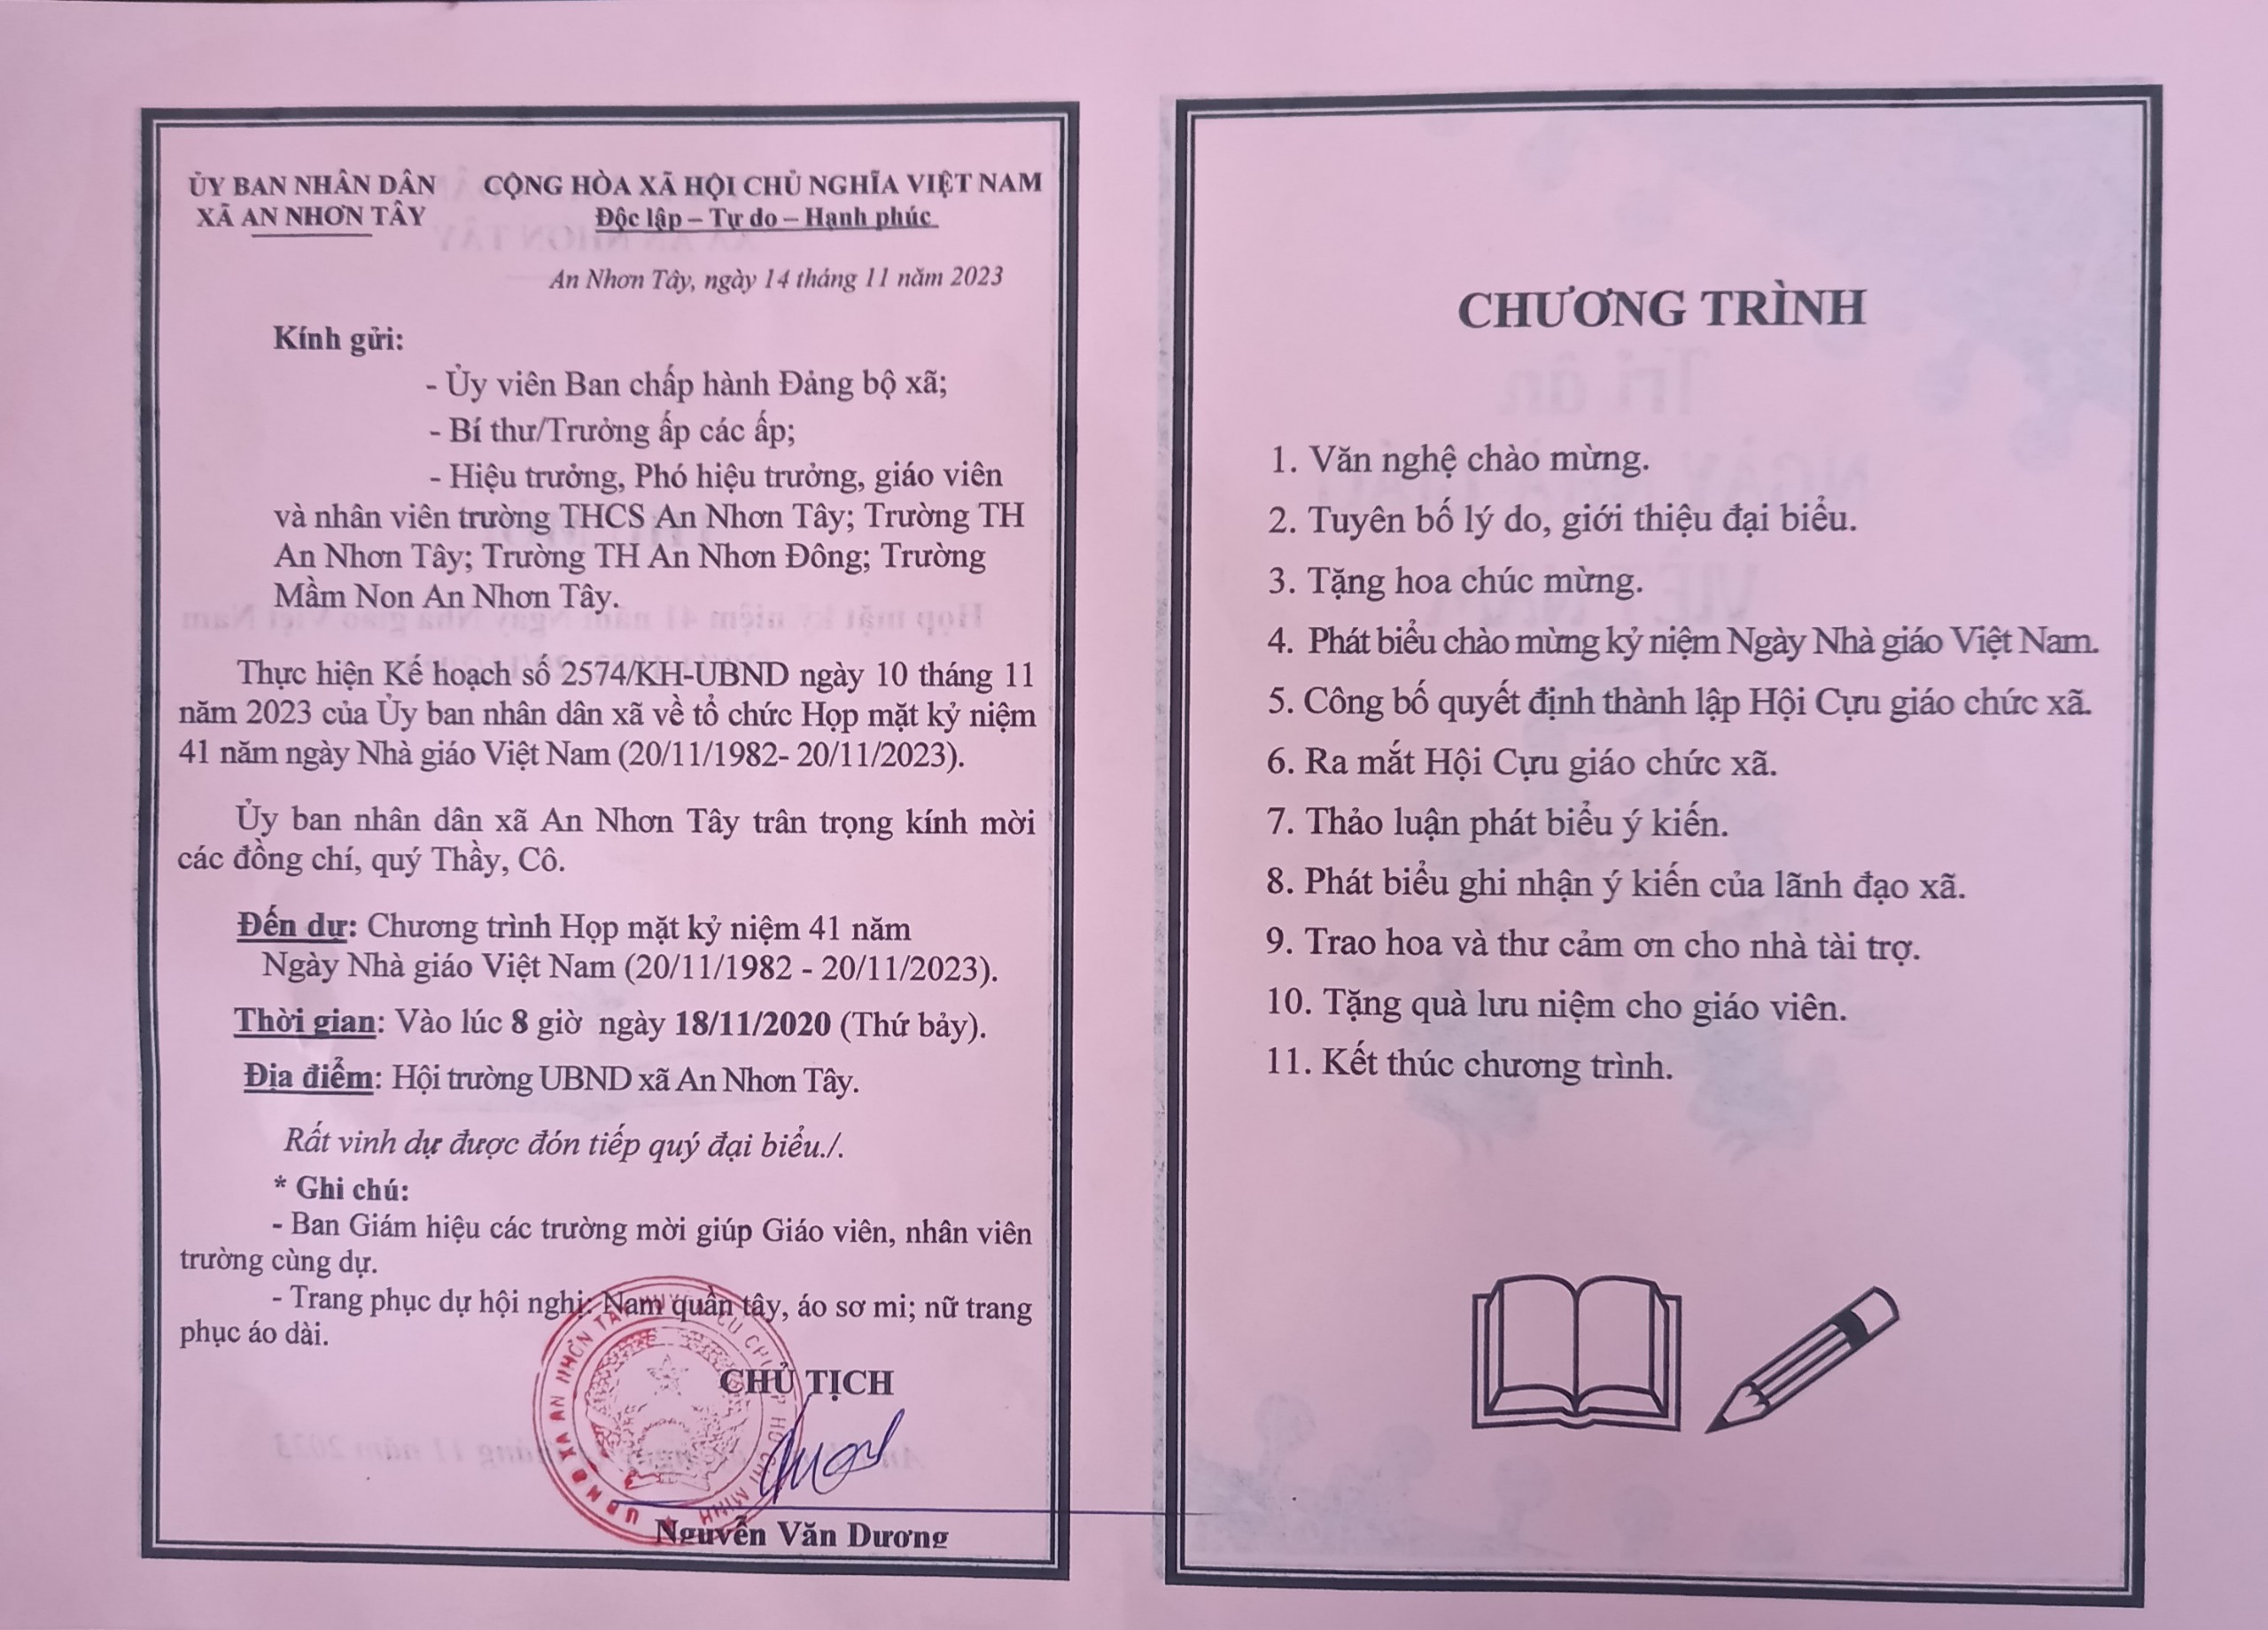 ỦY BAN NHÂN DÂN
XÃ AN NHƠN TÂY
CỘNG HÒA XÃ HỘI CHỦ NGHĨA VIỆT NAM
Độc lập – Tự do – Hạnh phúc
An Nhơn Tây, ngày 14 tháng 11 năm 2023
Kính gửi:
- Ủy viên Ban chấp hành Đảng bộ xã;
- Bí thư/Trưởng ấp các ấp;
- Hiệu trưởng, Phó hiệu trưởng, giáo viên
và nhân viên trường THCS An Nhơn Tây; Trường TH
An Nhơn Tây; Trường TH An Nhơn Đông; Trường
Mầm Non An Nhơn Tây.
Thực hiện Kế hoạch số 2574/KH-UBND ngày 10 tháng 11
năm 2023 của Ủy ban nhân dân xã về tổ chức Họp mặt kỷ niệm
41 năm ngày Nhà giáo Việt Nam (20/11/1982- 20/11/2023).
Ủy ban nhân dân xã An Nhơn Tây trân trọng kính mời
các đồng chí, quý Thầy, Cô.
Đến dự: Chương trình Họp mặt kỷ niệm 41 năm
Ngày Nhà giáo Việt Nam (20/11/1982 - 20/11/2023).
Thời gian: Vào lúc 8 giờ ngày 18/11/2020 (Thứ bảy).
Địa điểm: Hội trường UBND xã An Nhơn Tây.
Rất vinh dự được đón tiếp quý đại biểu./.
* Ghi chú:
- Ban Giám hiệu các trường mời giúp Giáo viên, nhân viên
trường cùng dự.
- Trang phục dự hội nghị: Nam quần tây, áo sơ mi; nữ trang
phục áo dài.
CHỦ TỊCH
Nguyễn Văn Dương
CHƯƠNG TRÌNH
1. Văn nghệ chào mừng.
2. Tuyên bố lý do, giới thiệu đại biểu.
3. Tặng hoa chúc mừng.
4. Phát biểu chào mừng kỷ niệm Ngày Nhà giáo Việt Nam.
5. Công bố quyết định thành lập Hội Cựu giáo chức xã.
6. Ra mắt Hội Cựu giáo chức xã.
7. Thảo luận phát biểu ý kiến.
8. Phát biểu ghi nhận ý kiến của lãnh đạo xã.
9. Trao hoa và thư cảm ơn cho nhà tài trợ.
10. Tặng quà lưu niệm cho giáo viên.
11. Kết thúc chương trình.